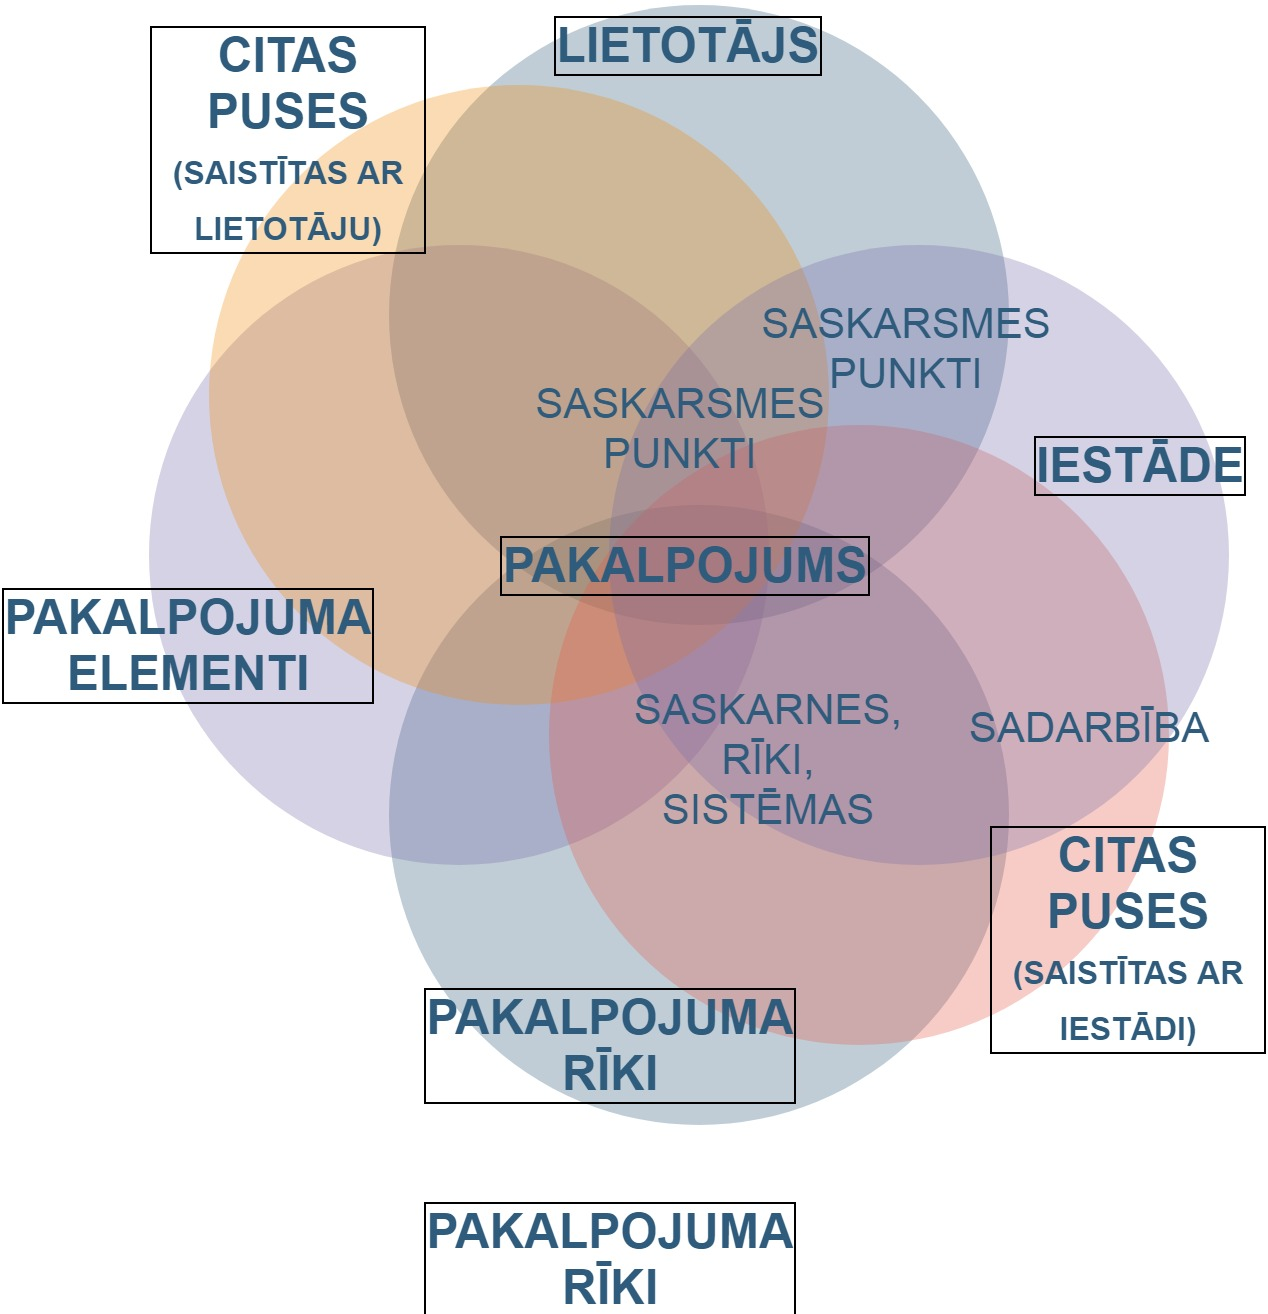 LIETOTĀJS
CITAS
PUSES
(SAISTĪTAS AR
LIETOTĀJU)
SASKARSMES
PUNKTI
SASKARSMES
PUNKTI
IESTĀDE
PAKALPOJUMS
PAKALPOJUMA
ELEMENTI
SASKARNES,
RĪKI,
SISTĒMAS
SADARBĪBA
CITAS
PUSES
(SAISTĪTAS AR
IESTĀDI)
PAKALPOJUMA
RĪKI
PAKALPOJUMA
RĪKI